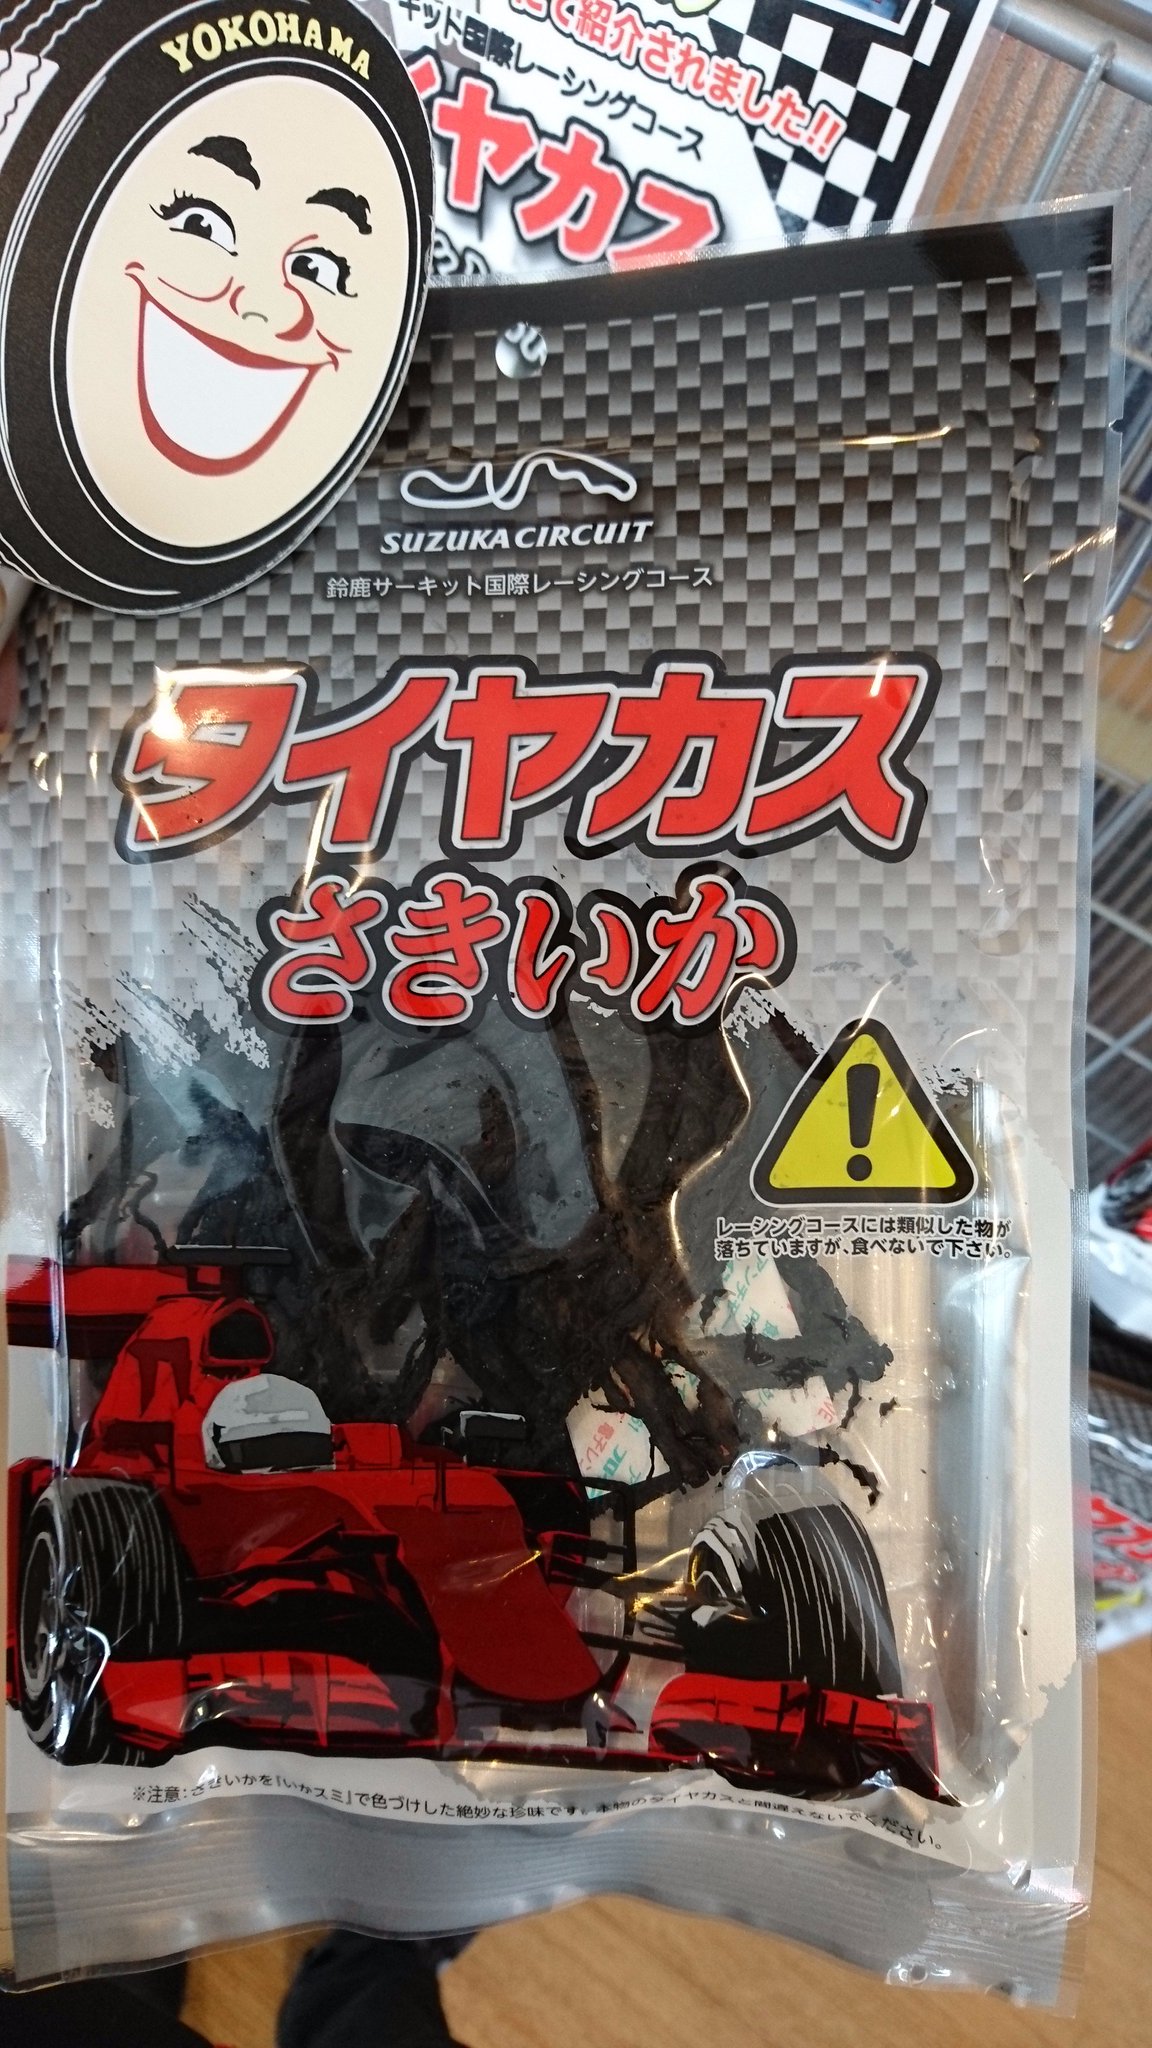 YOKOHAMA
にて紹介されました!!
キット国際レーシングコース
イヤカス
SUZUKA CIRCUIT
鈴鹿サーキット国際レーシングコース
タイヤカス
さきいか
レーシングコースには類似した物が
落ちていますが、食べないで下さい。
※注意:さきいかを「いかスミ」で色づけした絶妙な珍味です。本物のタイヤカスと間違えないでください。